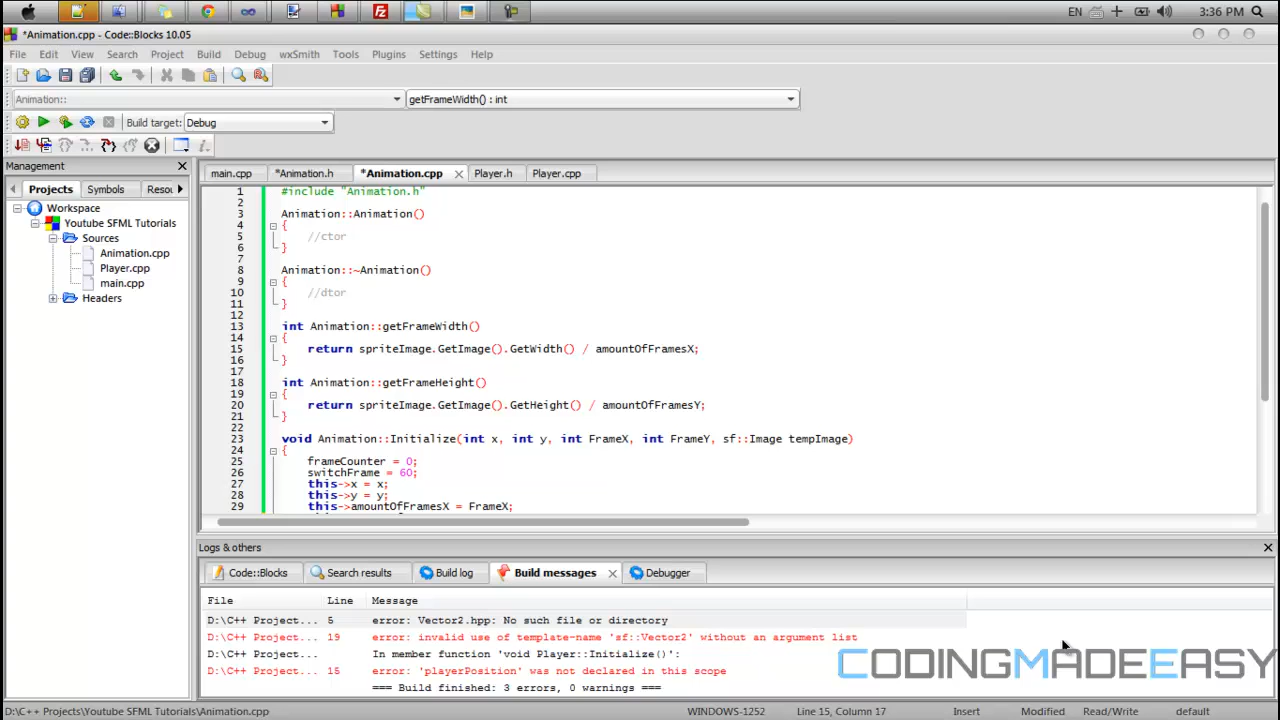 EN 3:36 PM
*Animation.cpp - Code::Blocks 10.05
File Edit View Search Project Build Debug wxSmith Tools Plugins Settings Help
Animation:: getFrameWidth() : int
Build target: Debug
Management
main.cpp *Animation.h *Animation.cpp Player.h Player.cpp
Projects Symbols Resou
Workspace
Youtube SFML Tutorials
Sources
Animation.cpp
Player.cpp
main.cpp
Headers
1 #include "Animation.h"
2
3 Animation::Animation()
4 {
5 //ctor
6 }
7
8 Animation::~Animation()
9 {
10 //dtor
11 }
12
13 int Animation::getFrameWidth()
14 {
15 return spriteImage.GetImage().GetWidth() / amountOfFramesX;
16 }
17
18 int Animation::getFrameHeight()
19 {
20 return spriteImage.GetImage().GetHeight() / amountOfFramesY;
21 }
22
23 void Animation::Initialize(int x, int y, int FrameX, int FrameY, sf::Image tempImage)
24 {
25 frameCounter = 0;
26 switchFrame = 60;
27 this->x = x;
28 this->y = y;
29 this->amountOfFramesX = FrameX;
Logs & others
Code::Blocks Search results Build log Build messages Debugger
File Line Message
D:\C++ Project... 5 error: Vector2.hpp: No such file or directory
D:\C++ Project... 19 error: invalid use of template-name 'sf::Vector2' without an argument list
D:\C++ Project... In member function 'void Player::Initialize()':
D:\C++ Project... 15 error: 'playerPosition' was not declared in this scope
=== Build finished: 3 errors, 0 warnings ===
CODINGMADEEASY
D:\C++ Projects\Youtube SFML Tutorials\Animation.cpp WINDOWS-1252 Line 15, Column 17 Insert Modified Read/Write default